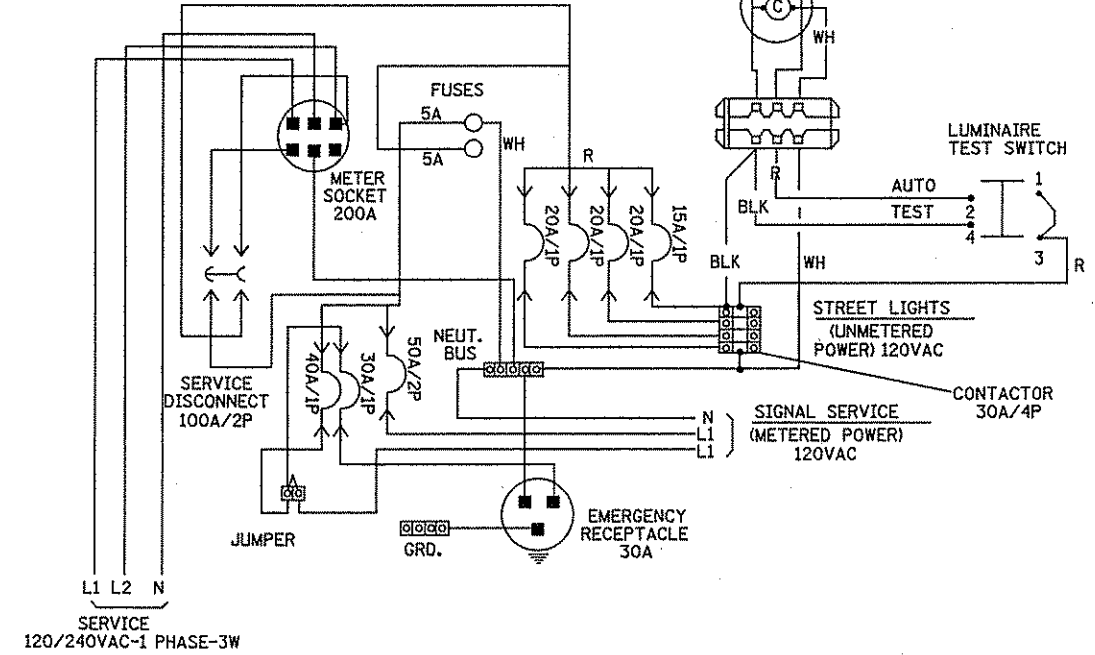 C
WH
FUSES
5A
5A
WH
LUMINAIRE
TEST SWITCH
METER
SOCKET
200A
R
R
AUTO
TEST
BLK
1
2
4
3
R
20A/1P
20A/1P
20A/1P
15A/1P
BLK
WH
STREET LIGHTS
(UNMETERED
POWER) 120VAC
NEUT.
BUS
40A/1P
30A/1P
50A/2P
SERVICE
DISCONNECT
100A/2P
CONTACTOR
30A/4P
N
L1
L1
SIGNAL SERVICE
(METERED POWER)
120VAC
JUMPER
GRD.
EMERGENCY
RECEPTACLE
30A
L1 L2 N
SERVICE
120/240VAC-1 PHASE-3W